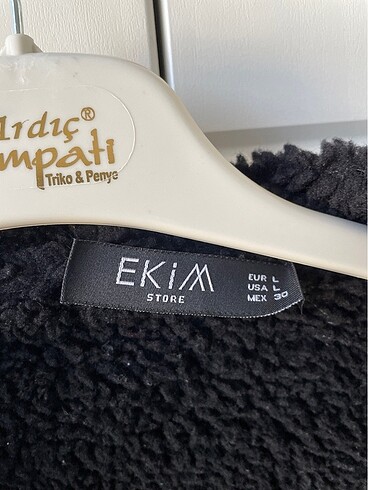 Ardıç®
mpati
Triko & Penye
EKiM
STORE
EUR L
USA L
MEX 30